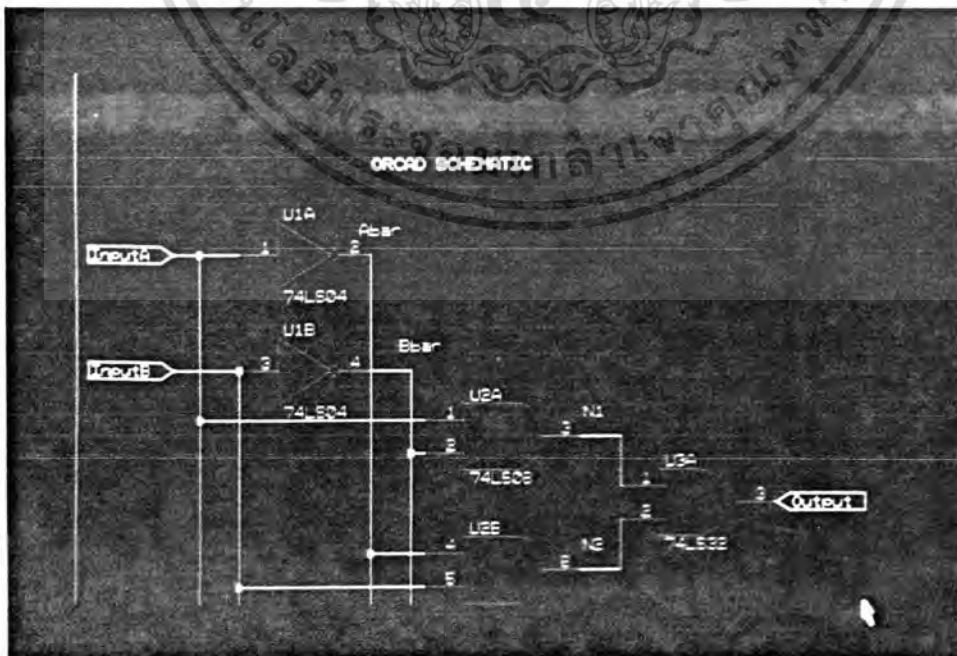 ORCAD SCHEMATIC
U1A
Abar
InputA
1
2
74LS04
U1B
Bbar
InputB
3
4
74LS04
U2A
1
3
N1
2
U3A
74LS08
1
3
Output
2
U2B
74LS32
4
N2
6
5